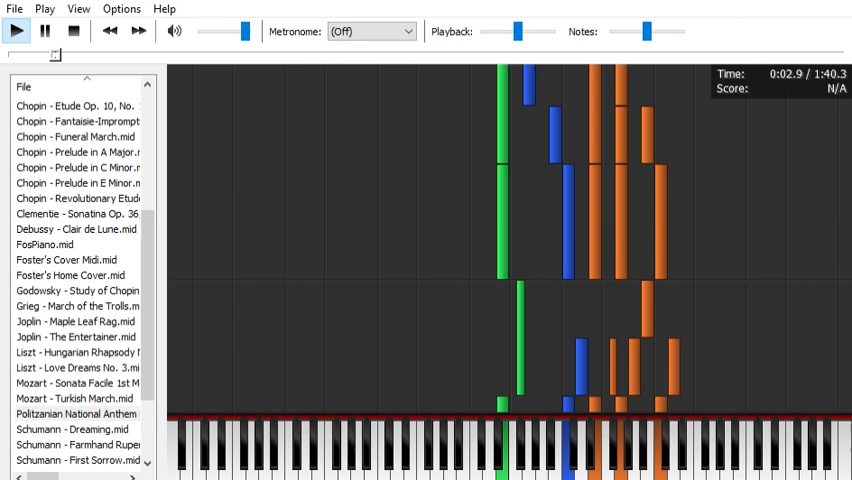 File Play View Options Help
Metronome: (Off) Playback: Notes:
Time: 0:02.9 / 1:40.3
Score: N/A
File
Chopin - Etude Op. 10, No. 
Chopin - Fantaisie-Imprompt
Chopin - Funeral March.mid
Chopin - Prelude in A Major.
Chopin - Prelude in C Minor.
Chopin - Prelude in E Minor.
Chopin - Revolutionary Etude
Clementie - Sonatina Op. 36,
Debussy - Clair de Lune.mid
FosPiano.mid
Foster's Cover Midi.mid
Foster's Home Cover.mid
Godowsky - Study of Chopin
Grieg - March of the Trolls.m
Joplin - Maple Leaf Rag.mid
Joplin - The Entertainer.mid
Liszt - Hungarian Rhapsody
Liszt - Love Dreams No. 3.mi
Mozart - Sonata Facile 1st M
Mozart - Turkish March.mid
Politzanian National Anthem
Schumann - Dreaming.mid
Schumann - Farmhand Ruper
Schumann - First Sorrow.mid